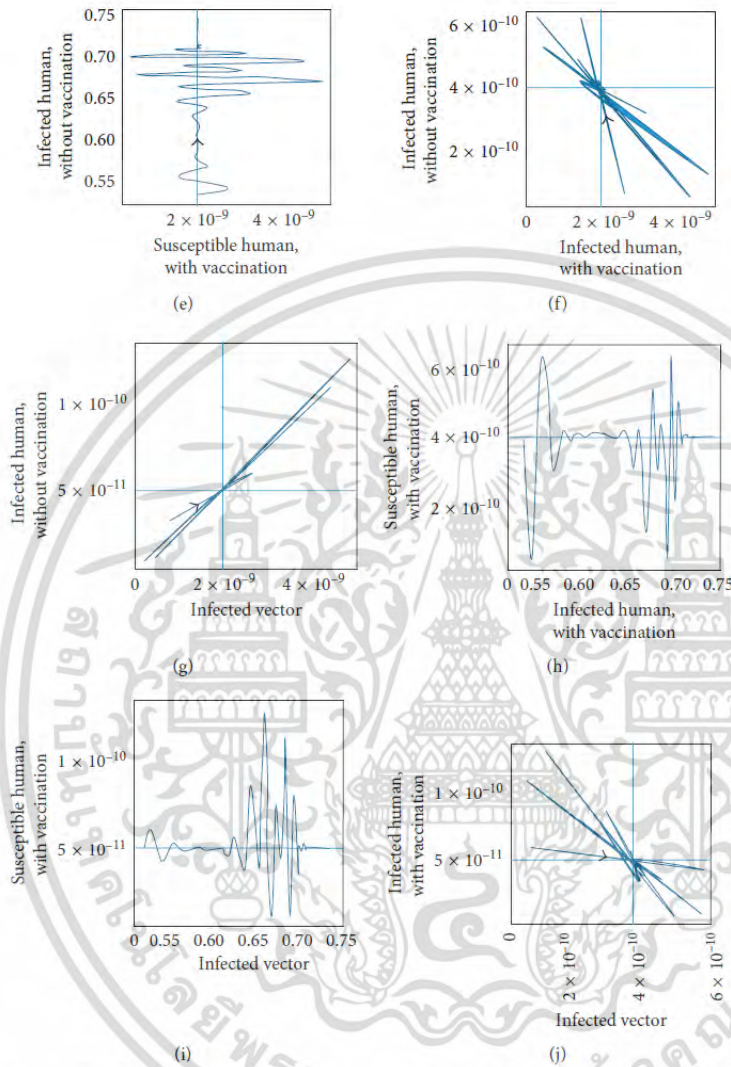 Infected human,
without vaccination
0.75
0.70
0.65
0.60
0.55
2 × 10⁻⁹
4 × 10⁻⁹
Susceptible human,
with vaccination
(e)
Infected human,
without vaccination
6 × 10⁻¹⁰
4 × 10⁻¹⁰
2 × 10⁻¹⁰
0
2 × 10⁻⁹
4 × 10⁻⁹
Infected human,
with vaccination
(f)
Infected human,
without vaccination
1 × 10⁻¹⁰
5 × 10⁻¹¹
0
2 × 10⁻⁹
4 × 10⁻⁹
Infected vector
(g)
Susceptible human,
with vaccination
6 × 10⁻¹⁰
4 × 10⁻¹⁰
2 × 10⁻¹⁰
0
0.55
0.60
0.65
0.70
0.75
Infected human,
with vaccination
(h)
Susceptible human,
with vaccination
1 × 10⁻¹⁰
5 × 10⁻¹¹
0
0.55
0.60
0.65
0.70
0.75
Infected vector
(i)
Infected human,
with vaccination
1 × 10⁻¹⁰
5 × 10⁻¹¹
0
2 × 10⁻¹⁰
4 × 10⁻¹⁰
6 × 10⁻¹⁰
Infected vector
(j)